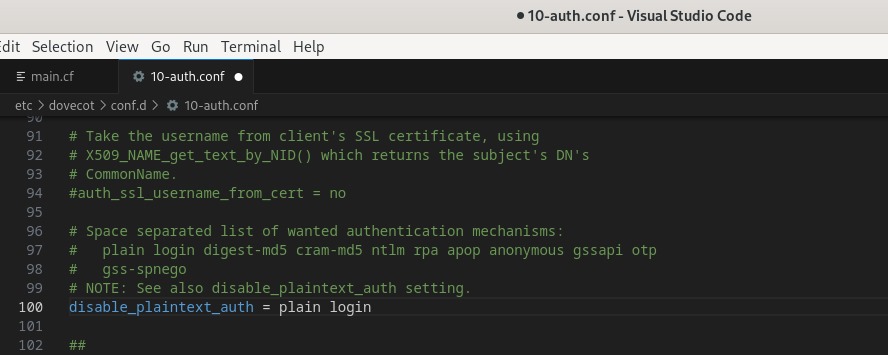 10-auth.conf - Visual Studio Code
Edit Selection View Go Run Terminal Help
main.cf 10-auth.conf
etc > dovecot > conf.d > 10-auth.conf
90
91 # Take the username from client's SSL certificate, using
92 # X509_NAME_get_text_by_NID() which returns the subject's DN's
93 # CommonName.
94 #auth_ssl_username_from_cert = no
95
96 # Space separated list of wanted authentication mechanisms:
97 #   plain login digest-md5 cram-md5 ntlm rpa apop anonymous gssapi otp
98 #   gss-spnego
99 # NOTE: See also disable_plaintext_auth setting.
100 disable_plaintext_auth = plain login
101
102 ##